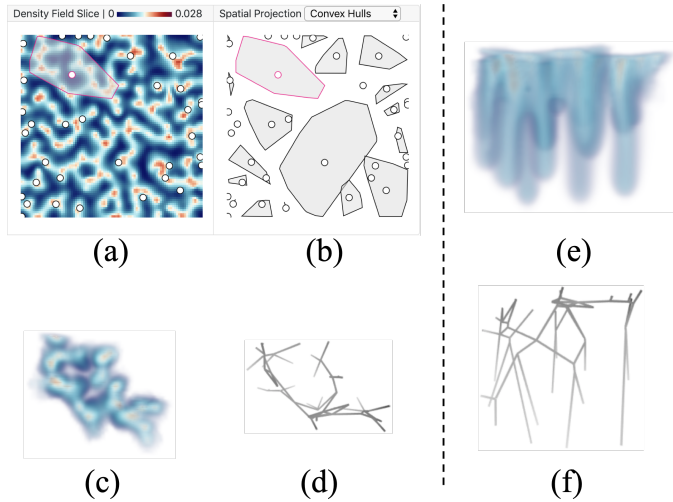 Density Field Slice | 0 0.028 Spatial Projection Convex Hulls
(a) (b) (e)
(c) (d) (f)